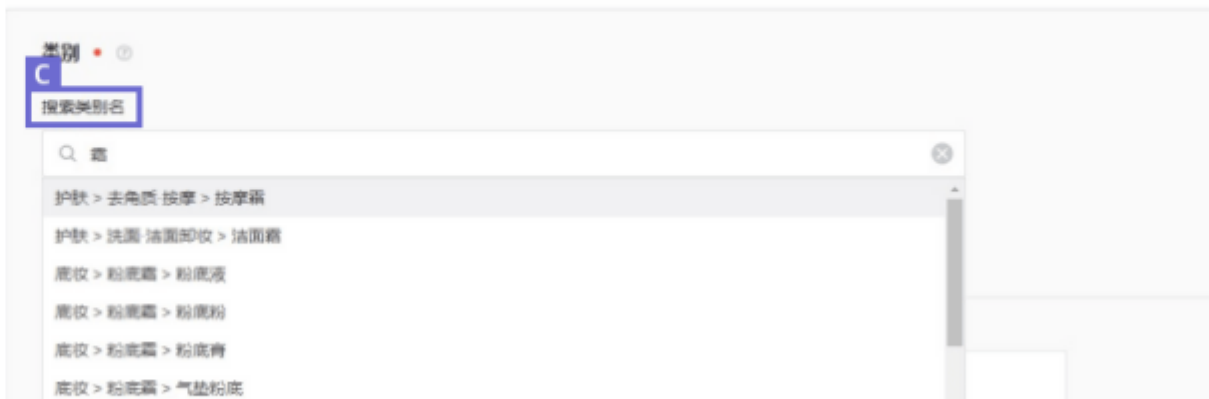 类别
C
搜索类别名
霜
护肤 > 去角质·按摩 > 按摩霜
护肤 > 洗面·洁面卸妆 > 洁面霜
底妆 > 粉底霜 > 粉底液
底妆 > 粉底霜 > 粉底粉
底妆 > 粉底霜 > 粉底膏
底妆 > 粉底霜 > 气垫粉底